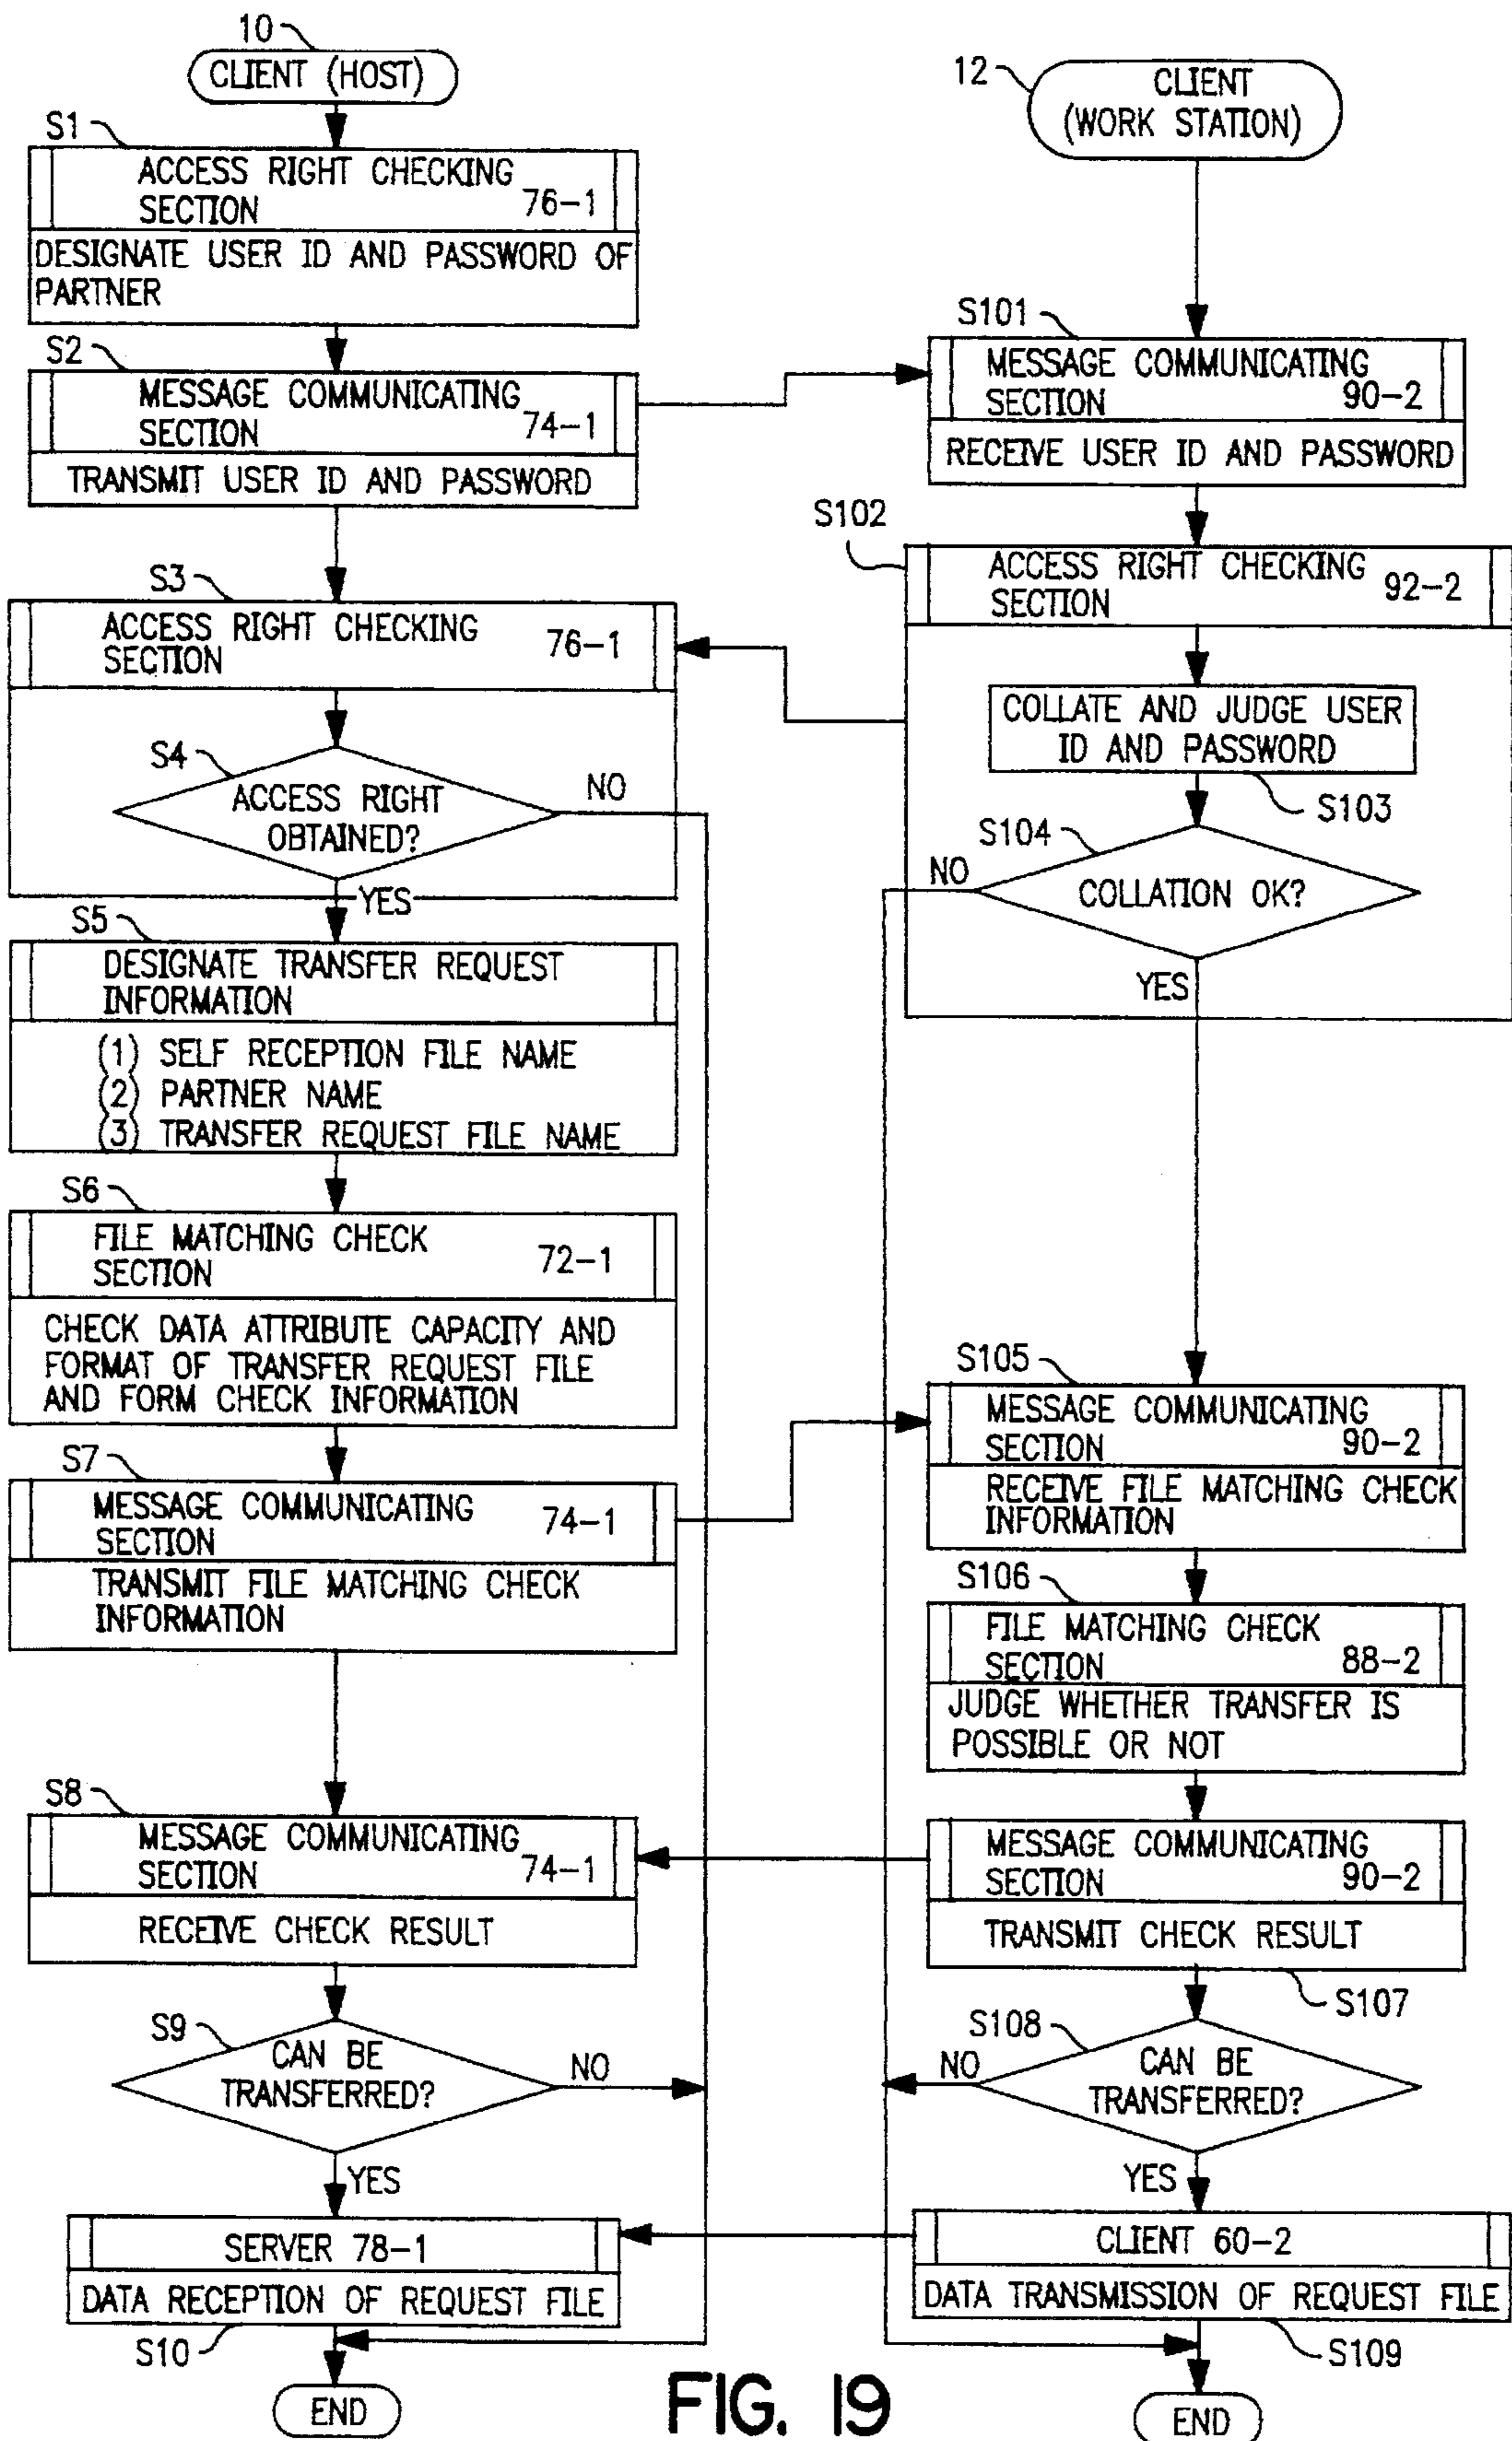 10
CLIENT (HOST)
S1
ACCESS RIGHT CHECKING
SECTION 76-1
DESIGNATE USER ID AND PASSWORD OF
PARTNER
S2
MESSAGE COMMUNICATING
SECTION 74-1
TRANSMIT USER ID AND PASSWORD
S3
ACCESS RIGHT CHECKING
SECTION 76-1
S4
ACCESS RIGHT
OBTAINED?
NO
YES
S5
DESIGNATE TRANSFER REQUEST
INFORMATION
(1) SELF RECEPTION FILE NAME
(2) PARTNER NAME
(3) TRANSFER REQUEST FILE NAME
S6
FILE MATCHING CHECK
SECTION 72-1
CHECK DATA ATTRIBUTE CAPACITY AND
FORMAT OF TRANSFER REQUEST FILE
AND FORM CHECK INFORMATION
S7
MESSAGE COMMUNICATING
SECTION 74-1
TRANSMIT FILE MATCHING CHECK
INFORMATION
S8
MESSAGE COMMUNICATING
SECTION 74-1
RECEIVE CHECK RESULT
S9
CAN BE
TRANSFERRED?
NO
YES
SERVER 78-1
DATA RECEPTION OF REQUEST FILE
S10
END
12
CLIENT
(WORK STATION)
S101
MESSAGE COMMUNICATING
SECTION 90-2
RECEIVE USER ID AND PASSWORD
S102
ACCESS RIGHT CHECKING
SECTION 92-2
COLLATE AND JUDGE USER
ID AND PASSWORD
S103
S104
COLLATION OK?
NO
YES
S105
MESSAGE COMMUNICATING
SECTION 90-2
RECEIVE FILE MATCHING CHECK
INFORMATION
S106
FILE MATCHING CHECK
SECTION 88-2
JUDGE WHETHER TRANSFER IS
POSSIBLE OR NOT
MESSAGE COMMUNICATING
SECTION 90-2
TRANSMIT CHECK RESULT
S107
S108
CAN BE
TRANSFERRED?
NO
YES
CLIENT 60-2
DATA TRANSMISSION OF REQUEST FILE
S109
END
FIG. 19